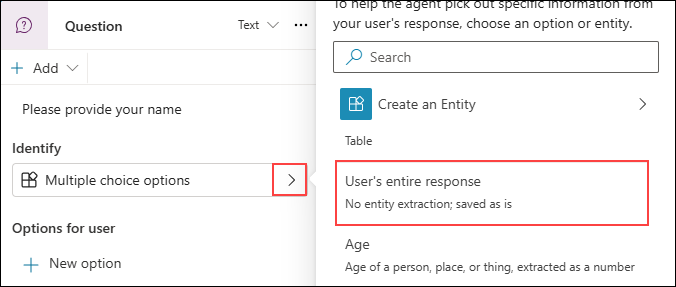 Question
Text
Add
Please provide your name
Identify
Multiple choice options
Options for user
New option
To help the agent pick out specific information from
your user's response, choose an option or entity.
Search
Create an Entity
Table
User's entire response
No entity extraction; saved as is
Age
Age of a person, place, or thing, extracted as a number